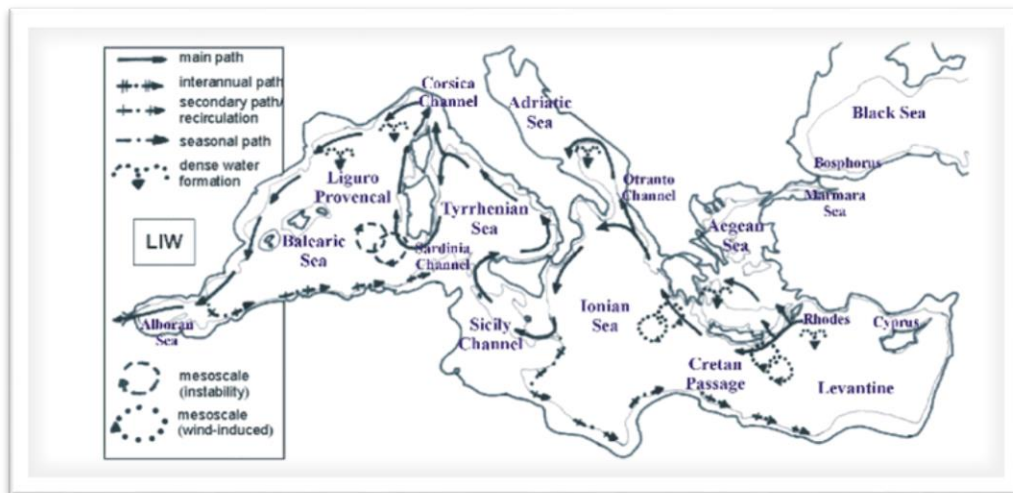 main path
interannual path
secondary path/
recirculation
seasonal path
dense water
formation
LIW
mesoscale
(instability)
mesoscale
(wind-induced)
Corsica
Channel
Adriatic
Sea
Black Sea
Bosphorus
Marmara
Sea
Liguro
Provencal
Otranto
Channel
Tyrrhenian
Sea
Aegean
Sea
Balearic
Sea
Sardinia
Channel
Alboran
Sea
Sicily
Channel
Ionian
Sea
Rhodes
Cyprus
Cretan
Passage
Levantine